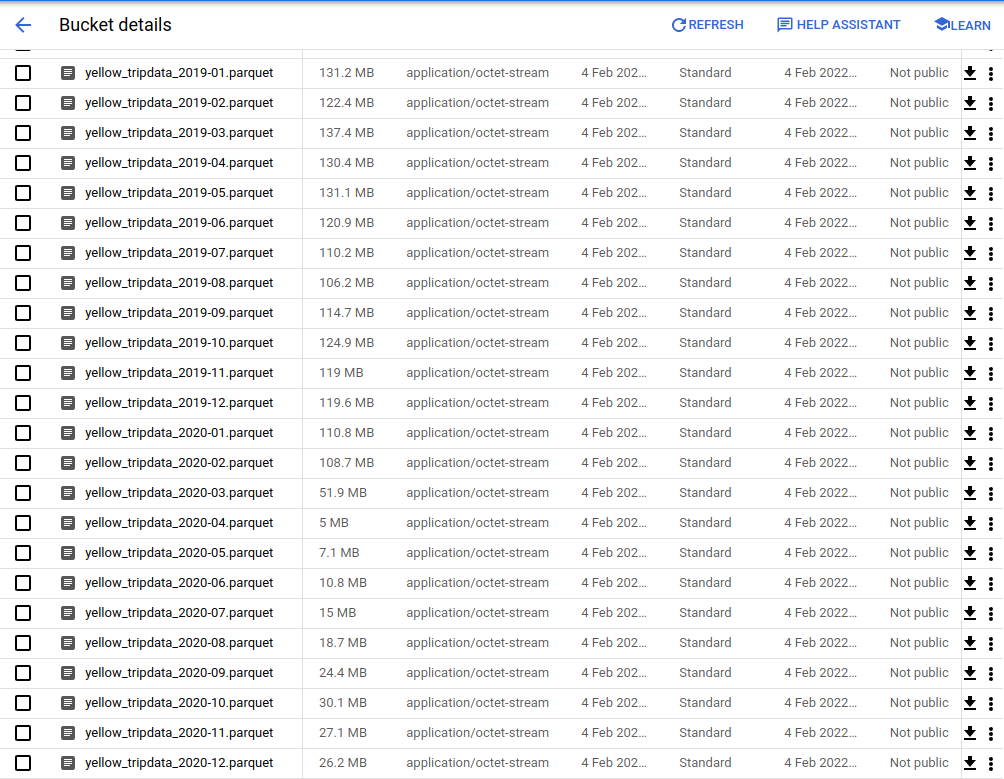 Bucket details REFRESH HELP ASSISTANT LEARN
yellow_tripdata_2019-01.parquet 131.2 MB application/octet-stream 4 Feb 202... Standard 4 Feb 2022... Not public
yellow_tripdata_2019-02.parquet 122.4 MB application/octet-stream 4 Feb 202... Standard 4 Feb 2022... Not public
yellow_tripdata_2019-03.parquet 137.4 MB application/octet-stream 4 Feb 202... Standard 4 Feb 2022... Not public
yellow_tripdata_2019-04.parquet 130.4 MB application/octet-stream 4 Feb 202... Standard 4 Feb 2022... Not public
yellow_tripdata_2019-05.parquet 131.1 MB application/octet-stream 4 Feb 202... Standard 4 Feb 2022... Not public
yellow_tripdata_2019-06.parquet 120.9 MB application/octet-stream 4 Feb 202... Standard 4 Feb 2022... Not public
yellow_tripdata_2019-07.parquet 110.2 MB application/octet-stream 4 Feb 202... Standard 4 Feb 2022... Not public
yellow_tripdata_2019-08.parquet 106.2 MB application/octet-stream 4 Feb 202... Standard 4 Feb 2022... Not public
yellow_tripdata_2019-09.parquet 114.7 MB application/octet-stream 4 Feb 202... Standard 4 Feb 2022... Not public
yellow_tripdata_2019-10.parquet 124.9 MB application/octet-stream 4 Feb 202... Standard 4 Feb 2022... Not public
yellow_tripdata_2019-11.parquet 119 MB application/octet-stream 4 Feb 202... Standard 4 Feb 2022... Not public
yellow_tripdata_2019-12.parquet 119.6 MB application/octet-stream 4 Feb 202... Standard 4 Feb 2022... Not public
yellow_tripdata_2020-01.parquet 110.8 MB application/octet-stream 4 Feb 202... Standard 4 Feb 2022... Not public
yellow_tripdata_2020-02.parquet 108.7 MB application/octet-stream 4 Feb 202... Standard 4 Feb 2022... Not public
yellow_tripdata_2020-03.parquet 51.9 MB application/octet-stream 4 Feb 202... Standard 4 Feb 2022... Not public
yellow_tripdata_2020-04.parquet 5 MB application/octet-stream 4 Feb 202... Standard 4 Feb 2022... Not public
yellow_tripdata_2020-05.parquet 7.1 MB application/octet-stream 4 Feb 202... Standard 4 Feb 2022... Not public
yellow_tripdata_2020-06.parquet 10.8 MB application/octet-stream 4 Feb 202... Standard 4 Feb 2022... Not public
yellow_tripdata_2020-07.parquet 15 MB application/octet-stream 4 Feb 202... Standard 4 Feb 2022... Not public
yellow_tripdata_2020-08.parquet 18.7 MB application/octet-stream 4 Feb 202... Standard 4 Feb 2022... Not public
yellow_tripdata_2020-09.parquet 24.4 MB application/octet-stream 4 Feb 202... Standard 4 Feb 2022... Not public
yellow_tripdata_2020-10.parquet 30.1 MB application/octet-stream 4 Feb 202... Standard 4 Feb 2022... Not public
yellow_tripdata_2020-11.parquet 27.1 MB application/octet-stream 4 Feb 202... Standard 4 Feb 2022... Not public
yellow_tripdata_2020-12.parquet 26.2 MB application/octet-stream 4 Feb 202... Standard 4 Feb 2022... Not public